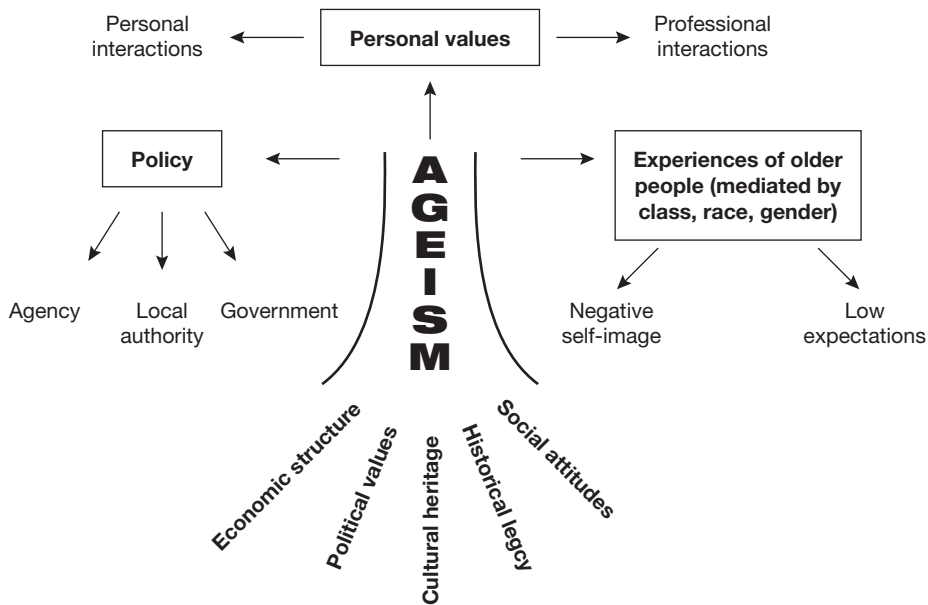 Personal
interactions
Personal values
Professional
interactions
Policy
Experiences of older
people (mediated by
class, race, gender)
AGEISM
Agency
Local
authority
Government
Negative
self-image
Low
expectations
Economic structure
Political values
Cultural heritage
Historical legcy
Social attitudes